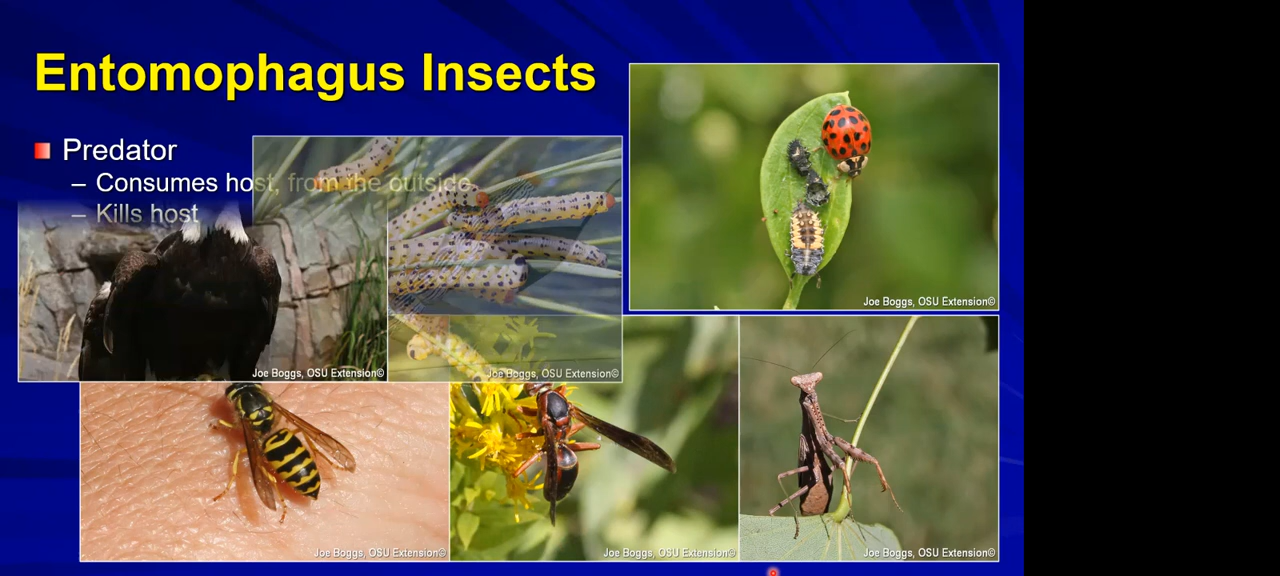 Entomophagus Insects
Predator
– Consumes host, from the outside
– Kills host
Joe Boggs, OSU Extension©
Joe Boggs, OSU Extension©
Joe Boggs, OSU Extension©
Joe Boggs, OSU Extension©
Joe Boggs, OSU Extension©
Joe Boggs, OSU Extension©